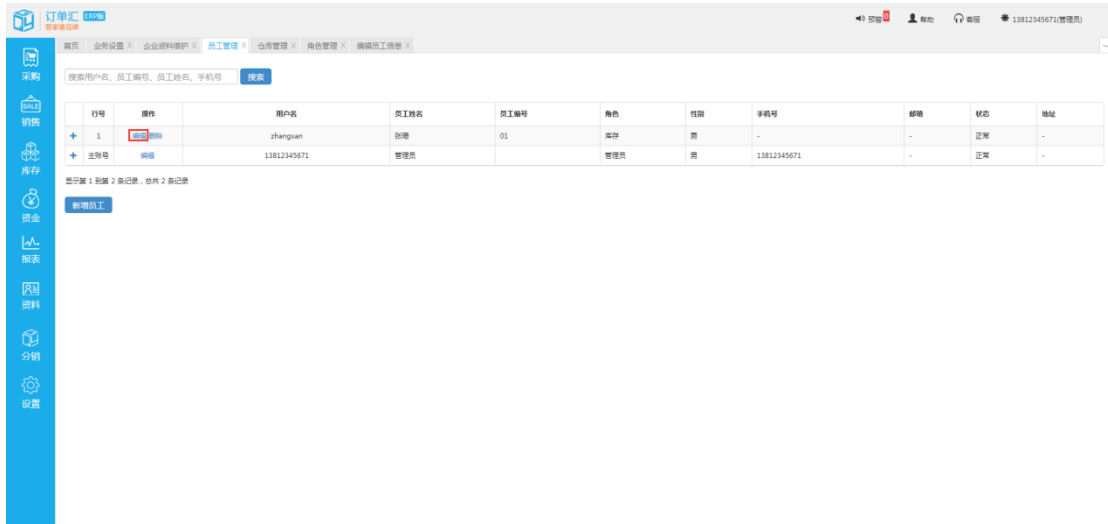 订单汇 ERP版
管家婆品牌
预警 0 帮助 客服 13812345671(管理员)
首页 业务设置 X 企业资料维护 X 员工管理 X 仓库管理 X 角色管理 X 编辑员工信息 X
采购
SALE
销售
库存
资金
报表
资料
分销
设置
搜索用户名、员工编号、员工姓名、手机号 搜索
行号 操作 用户名 员工姓名 员工编号 角色 性别 手机号 邮箱 状态 地址
+ 1 编辑 删除 zhangsan 张珊 01 库存 男 - - 正常 -
+ 主账号 编辑 13812345671 管理员 管理员 男 13812345671 - 正常 -
显示第 1 到第 2 条记录，总共 2 条记录
新增员工